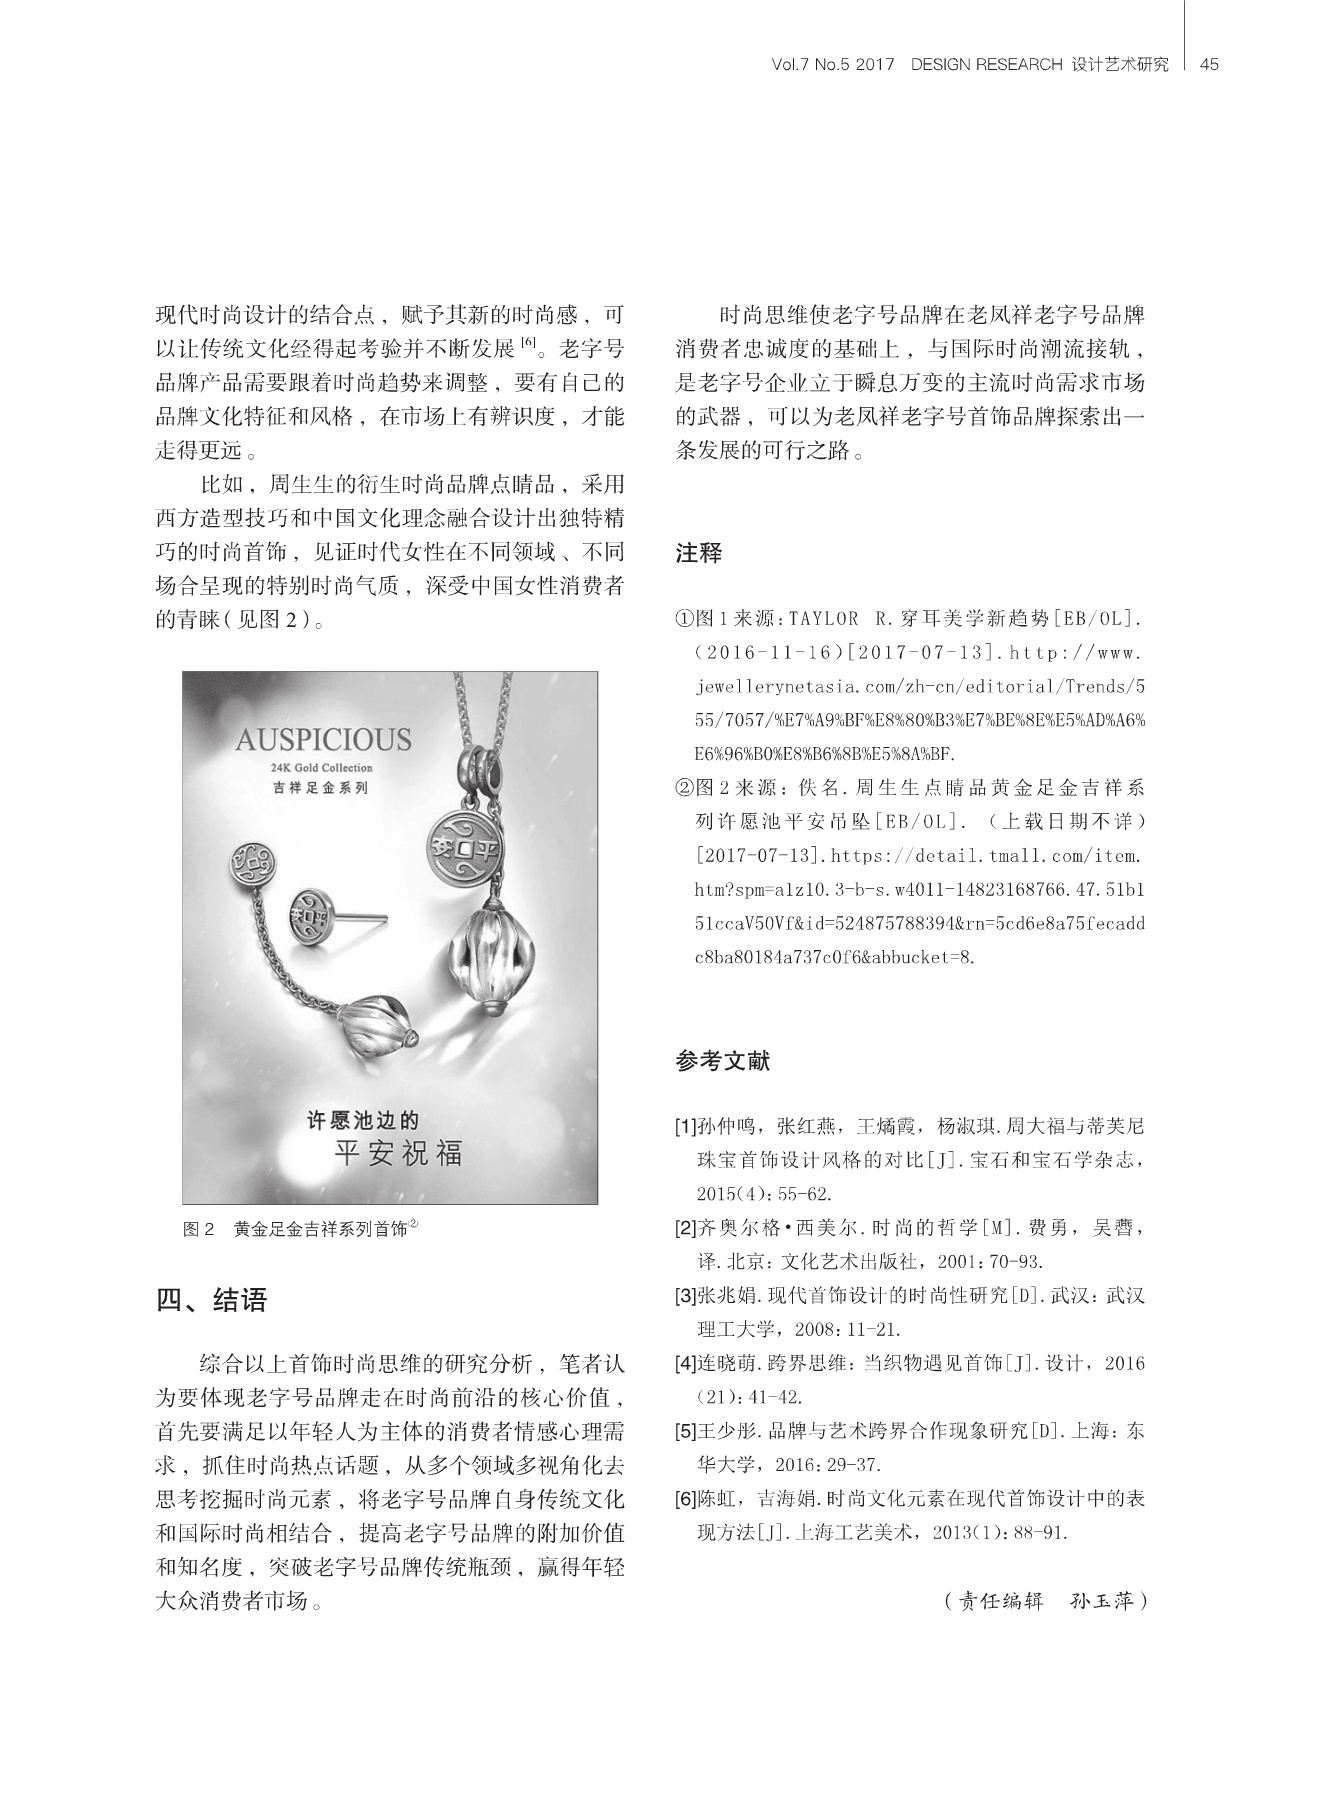 Vol.7 No.5 2017 DESIGN RESEARCH 设计艺术研究 45
现代时尚设计的结合点，赋予其新的时尚感，可
以让传统文化经得起考验并不断发展[6]。老字号
品牌产品需要跟着时尚趋势来调整，要有自己的
品牌文化特征和风格，在市场上有辨识度，才能
走得更远。
比如，周生生的衍生时尚品牌点睛品，采用
西方造型技巧和中国文化理念融合设计出独特精
巧的时尚首饰，见证时代女性在不同领域、不同
场合呈现的特别时尚气质，深受中国女性消费者
的青睐（见图 2）。
AUSPICIOUS
24K Gold Collection
吉祥足金系列
安平
安平
许愿池边的
平安祝福
图 2 黄金足金吉祥系列首饰②
四、结语
综合以上首饰时尚思维的研究分析，笔者认
为要体现老字号品牌走在时尚前沿的核心价值，
首先要满足以年轻人为主体的消费者情感心理需
求，抓住时尚热点话题，从多个领域多视角化去
思考挖掘时尚元素，将老字号品牌自身传统文化
和国际时尚相结合，提高老字号品牌的附加价值
和知名度，突破老字号品牌传统瓶颈，赢得年轻
大众消费者市场。
时尚思维使老字号品牌在老凤祥老字号品牌
消费者忠诚度的基础上，与国际时尚潮流接轨，
是老字号企业立于瞬息万变的主流时尚需求市场
的武器，可以为老凤祥老字号首饰品牌探索出一
条发展的可行之路。
注释
①图 1 来源：TAYLOR R. 穿耳美学新趋势[EB/OL].
(2016-11-16)[2017-07-13]. http://www.
jewellerynetasia.com/zh-cn/editorial/Trends/5
55/7057/%E7%A9%BF%E8%80%B3%E7%BE%8E%E5%AD%A6%
E6%96%B0%E8%B6%8B%E5%8A%BF.
②图 2 来源：佚名. 周生生点睛品黄金足金吉祥系
列许愿池平安吊坠[EB/OL]. （上载日期不详）
[2017-07-13]. https://detail.tmall.com/item.
htm?spm=a1z10.3-b-s.w4011-14823168766.47.51b1
51ccaV50Vf&id=524875788394&rn=5cd6e8a75fecadd
c8ba80184a737c0f6&abbucket=8.
参考文献
[1]孙仲鸣，张红燕，王燏霞，杨淑琪. 周大福与蒂芙尼
珠宝首饰设计风格的对比[J]. 宝石和宝石学杂志，
2015(4): 55-62.
[2]齐奥尔格•西美尔. 时尚的哲学[M]. 费勇，吴㬢，
译. 北京：文化艺术出版社，2001: 70-93.
[3]张兆娟. 现代首饰设计的时尚性研究[D]. 武汉：武汉
理工大学，2008: 11-21.
[4]连晓萌. 跨界思维：当织物遇见首饰[J]. 设计，2016
(21): 41-42.
[5]王少彤. 品牌与艺术跨界合作现象研究[D]. 上海：东
华大学，2016: 29-37.
[6]陈虹，吉海娟. 时尚文化元素在现代首饰设计中的表
现方法[J]. 上海工艺美术，2013(1): 88-91.
（责任编辑 孙玉萍）